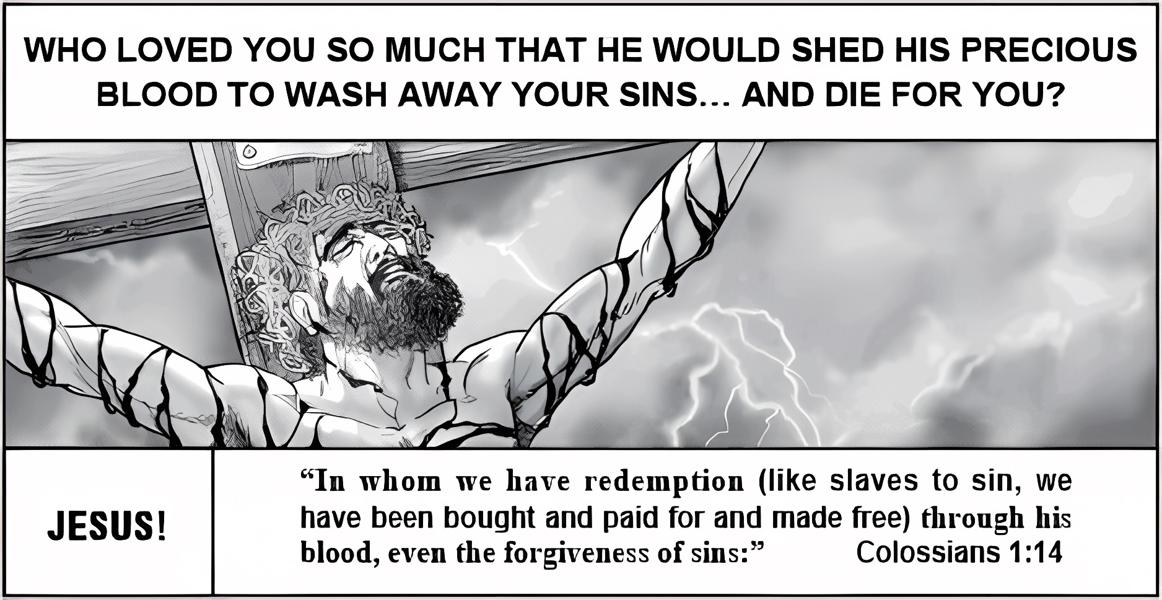 WHO LOVED YOU SO MUCH THAT HE WOULD SHED HIS PRECIOUS
BLOOD TO WASH AWAY YOUR SINS... AND DIE FOR YOU?
JESUS!
“In whom we have redemption (like slaves to sin, we
have been bought and paid for and made free) through his
blood, even the forgiveness of sins:” Colossians 1:14